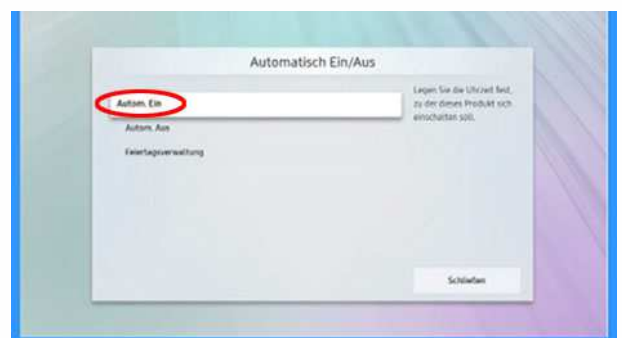 Automatisch Ein/Aus
Autom. Ein
Autom. Aus
Feiertagsverwaltung
Legen Sie die Uhrzeit fest,
zu der dieses Produkt sich
einschalten soll.
Schließen